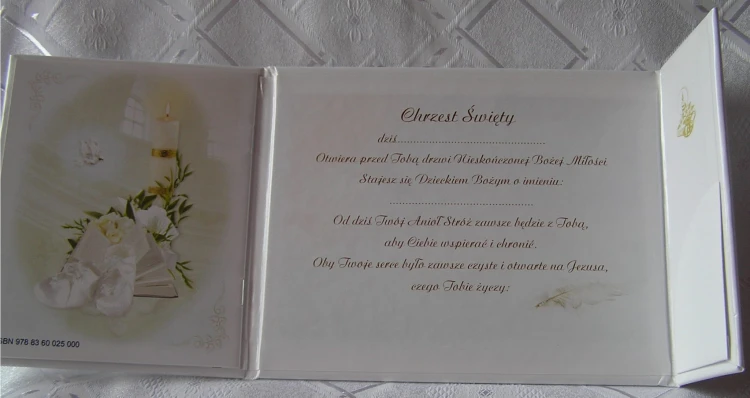 Chrzest Święty
dziś..................................................
Otwiera przed Tobą drzwi Nieskończonej Bożej Miłości
Stajesz się Dzieckiem Bożym o imieniu:
................................................
Od dziś Twój Anioł Stróż zawsze będzie z Tobą,
aby Ciebie wspierać i chronić.
Oby Twoje serce było zawsze czyste i otwarte na Jezusa,
czego Tobie życzy:
SBN 978 83 60 025 000